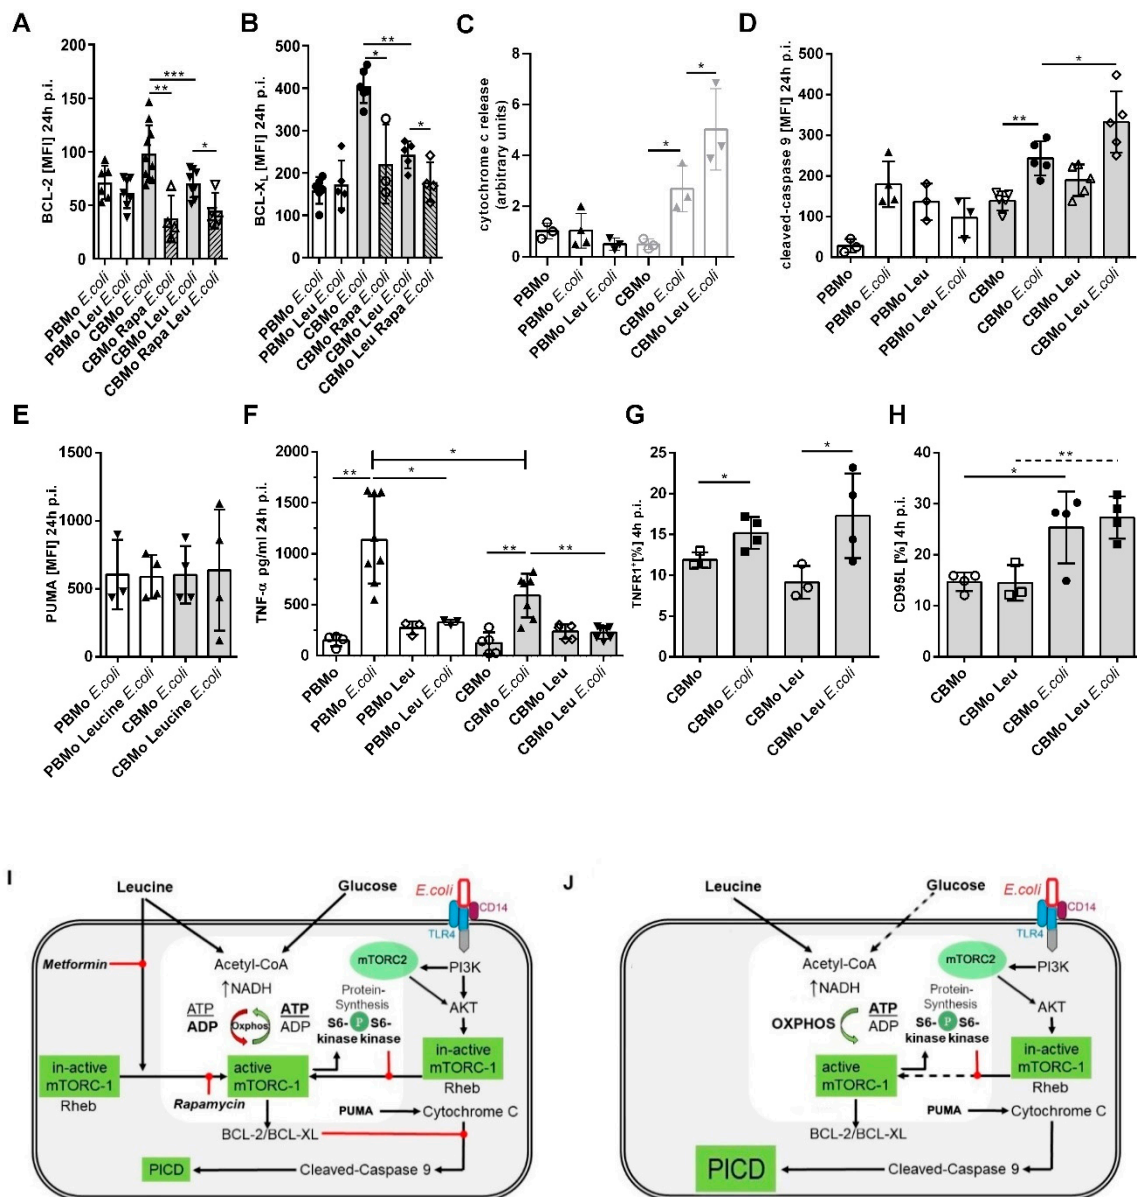 A
BCL-2 [MFI] 24h p.i.
200
150
100
50
0
***
**
*
PBMo E.coli
PBMo Leu E.coli
CBMo E.coli
CBMo Rapa E.coli
CBMo Leu E.coli
CBMo Rapa Leu E.coli
B
BCL-XL [MFI] 24h p.i.
500
400
300
200
100
0
**
*
*
PBMo E.coli
PBMo Leu E.coli
CBMo E.coli
CBMo Rapa E.coli
CBMo Leu E.coli
CBMo Leu Rapa E.coli
C
cytochrome c release
(arbitrary units)
8
6
4
2
0
*
*
PBMo
PBMo E.coli
PBMo Leu E.coli
CBMo
CBMo E.coli
CBMo Leu E.coli
D
cleaved-caspase 9 [MFI] 24h p.i.
500
400
300
200
100
0
*
**
PBMo
PBMo E.coli
PBMo Leu
PBMo Leu E.coli
CBMo
CBMo E.coli
CBMo Leu
CBMo Leu E.coli
E
PUMA [MFI] 24h p.i.
1500
1000
500
0
PBMo E.coli
PBMo Leucine E.coli
CBMo E.coli
CBMo Leucine E.coli
F
TNF-α pg/ml 24h p.i.
2000
1500
1000
500
0
*
**
*
**
**
PBMo
PBMo E.coli
PBMo Leu
PBMo Leu E.coli
CBMo
CBMo E.coli
CBMo Leu
CBMo Leu E.coli
G
TNFR1+[%] 4h p.i.
25
20
15
10
5
0
*
*
CBMo
CBMo E.coli
CBMo Leu
CBMo Leu E.coli
H
CD95L [%] 4h p.i.
40
30
20
10
0
**
*
CBMo
CBMo Leu
CBMo E.coli
CBMo Leu E.coli
I
Leucine
Glucose
E.coli
CD14
TLR4
Metformin
Acetyl-CoA
↑NADH
mTORC2
PI3K
AKT
ATP
ADP
Oxphos
ATP
ADP
Protein-
Synthesis
S6- P S6-
kinase kinase
in-active
mTORC-1
Rheb
active
mTORC-1
in-active
mTORC-1
Rheb
Rapamycin
PUMA
Cytochrome C
BCL-2/BCL-XL
PICD
Cleaved-Caspase 9
J
Leucine
Glucose
E.coli
CD14
TLR4
Acetyl-CoA
↑NADH
mTORC2
PI3K
AKT
OXPHOS
ATP
ADP
Protein-
Synthesis
S6- P S6-
kinase kinase
active
mTORC-1
in-active
mTORC-1
Rheb
PUMA
Cytochrome C
BCL-2/BCL-XL
PICD
Cleaved-Caspase 9